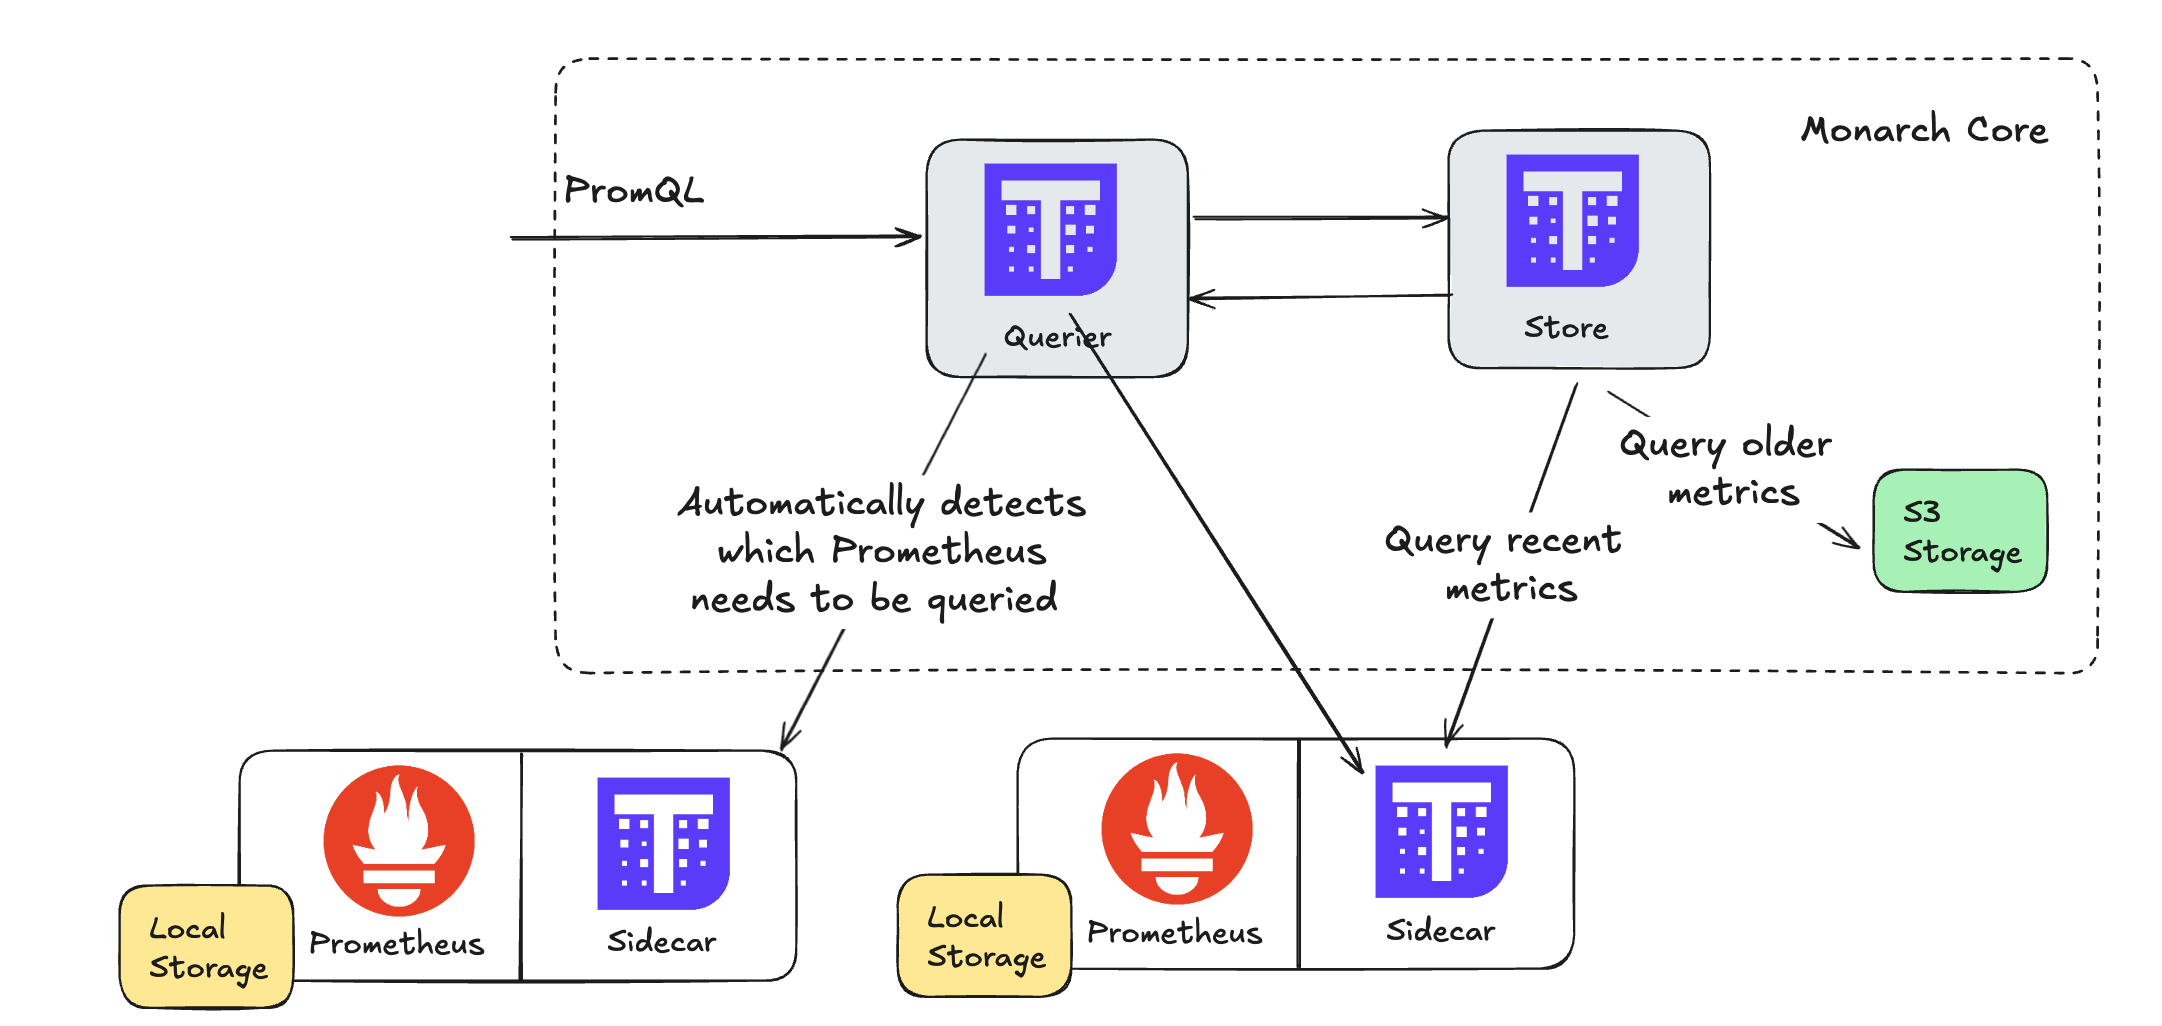 Monarch Core
PromQL
Querier
Store
Automatically detects
which Prometheus
needs to be queried
Query older
metrics
Query recent
metrics
S3
Storage
Local
Storage
Prometheus
Sidecar
Local
Storage
Prometheus
Sidecar